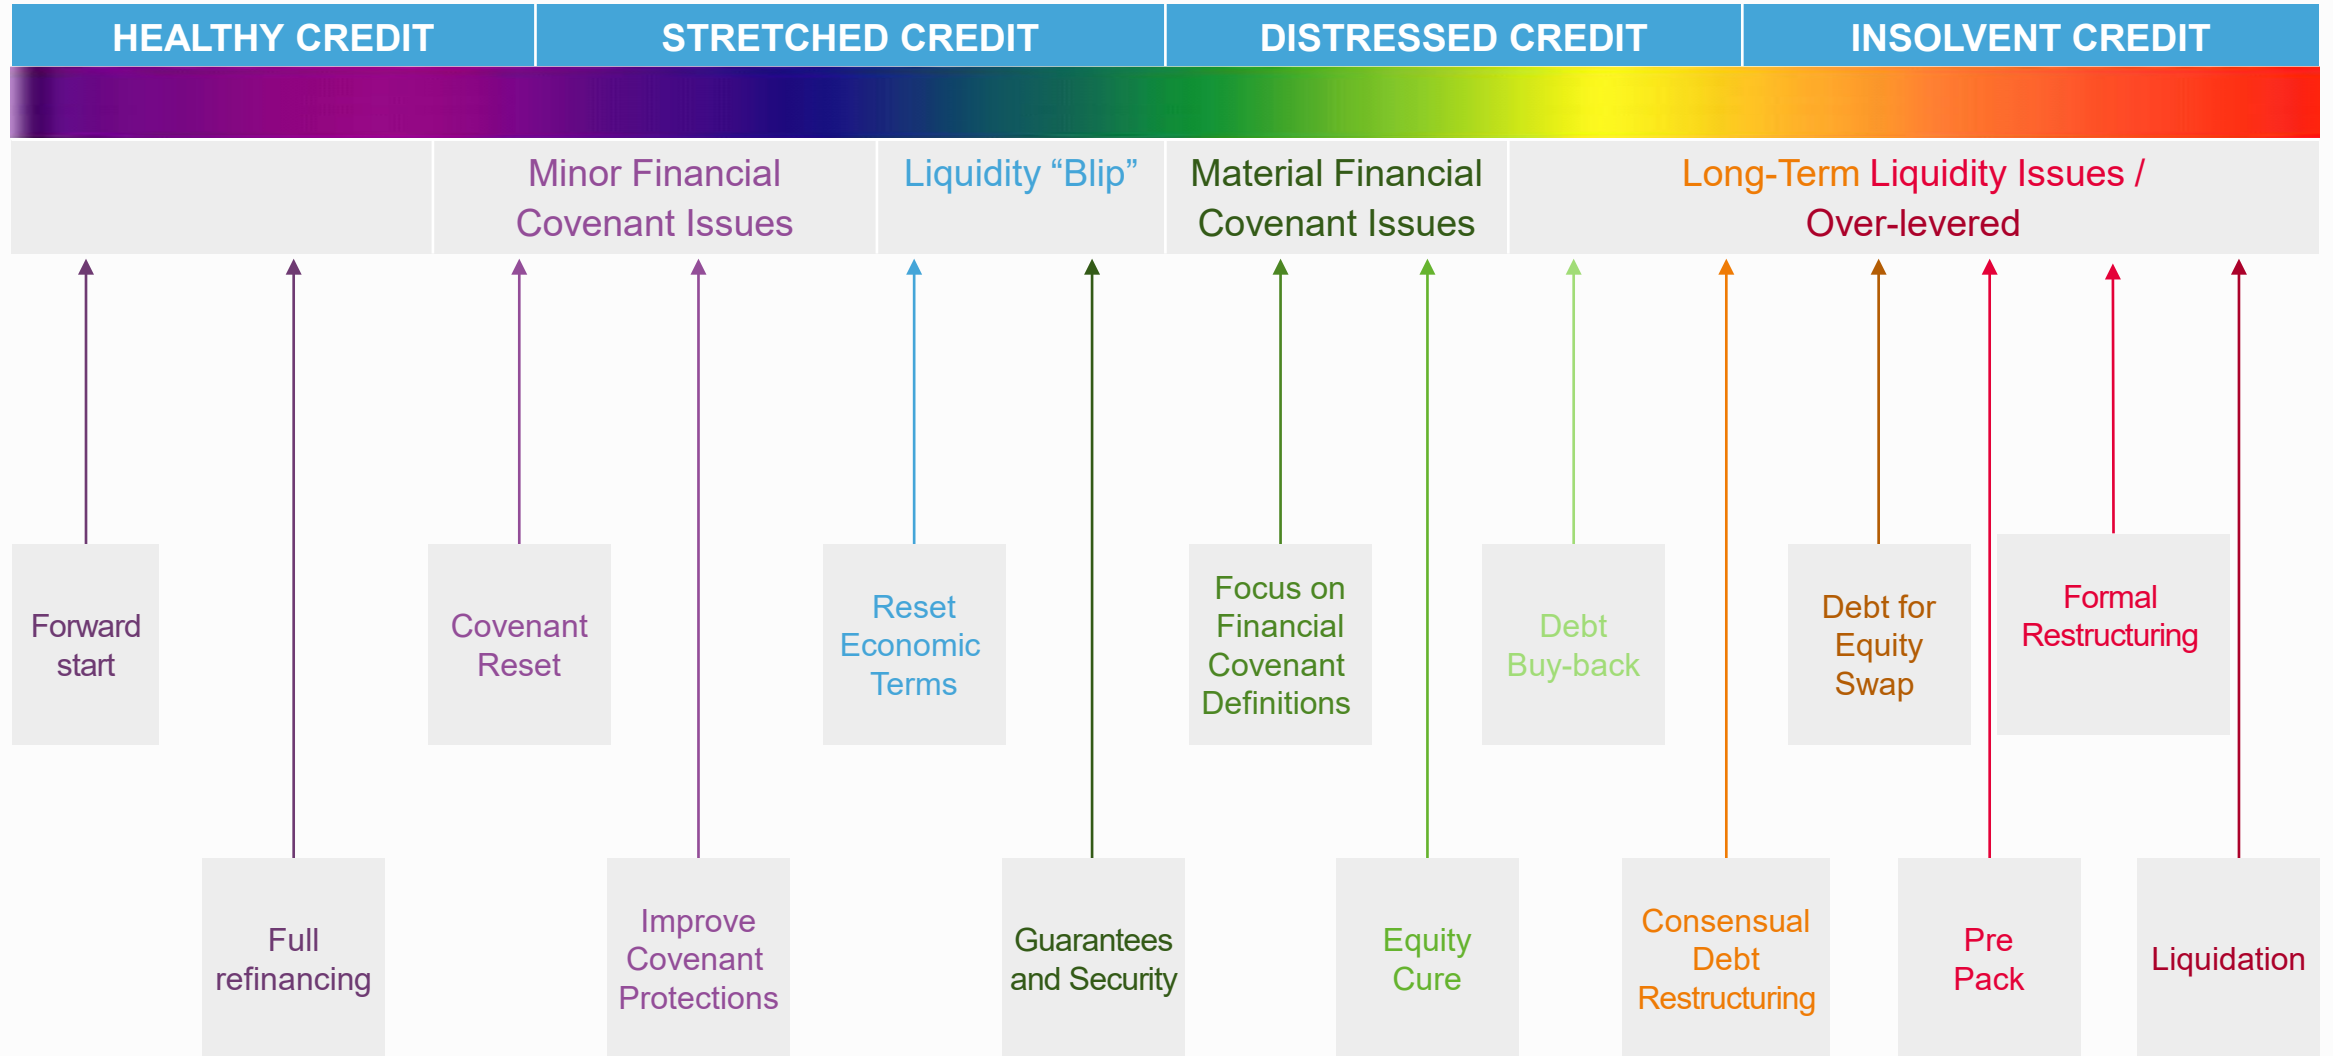 HEALTHY CREDIT
STRETCHED CREDIT
DISTRESSED CREDIT
INSOLVENT CREDIT
Minor Financial
Covenant Issues
Liquidity “Blip”
Material Financial
Covenant Issues
Long-Term Liquidity Issues /
Over-levered
Forward
start
Covenant
Reset
Reset
Economic
Terms
Focus on
Financial
Covenant
Definitions
Debt
Buy-back
Debt for
Equity
Swap
Formal
Restructuring
Full
refinancing
Improve
Covenant
Protections
Guarantees
and Security
Equity
Cure
Consensual
Debt
Restructuring
Pre
Pack
Liquidation